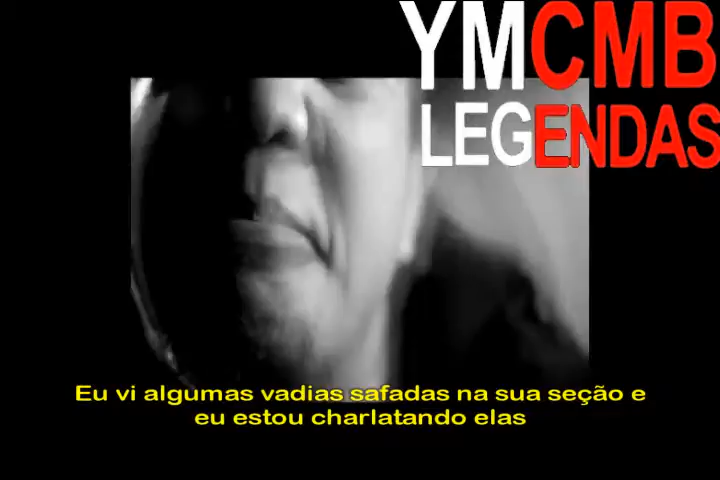 YMCMB
LEGENDAS
Eu vi algumas vadias safadas na sua seção e
eu estou charlatando elas